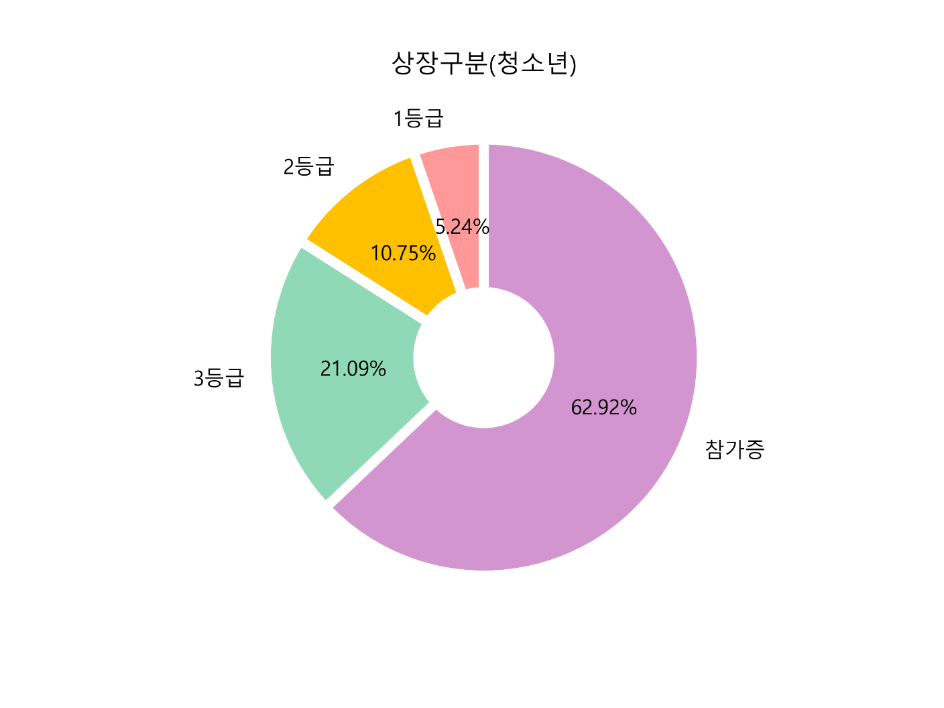 상장구분(청소년)
1등급
2등급
5.24%
10.75%
21.09%
3등급
62.92%
참가증